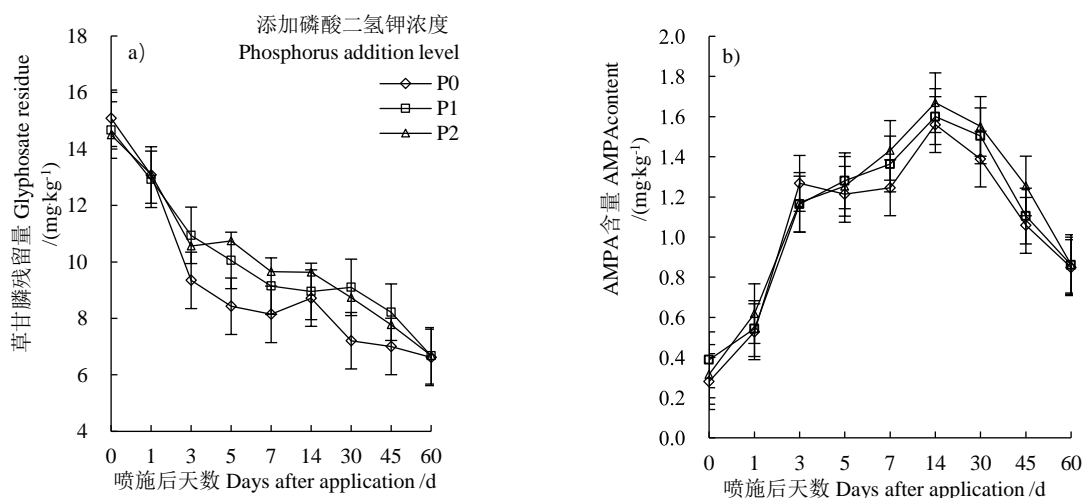 添加磷酸二氢钾浓度
Phosphorus addition level
P0
P1
P2
a)
18
16
14
12
10
8
6
4
草甘膦残留量 Glyphosate residue
/(mg·kg-1)
0 1 3 5 7 14 30 45 60
喷施后天数 Days after application /d
b)
2.0
1.8
1.6
1.4
1.2
1.0
0.8
0.6
0.4
0.2
0.0
AMPA含量 AMPAcontent
/(mg·kg-1)
0 1 3 5 7 14 30 45 60
喷施后天数 Days after application /d